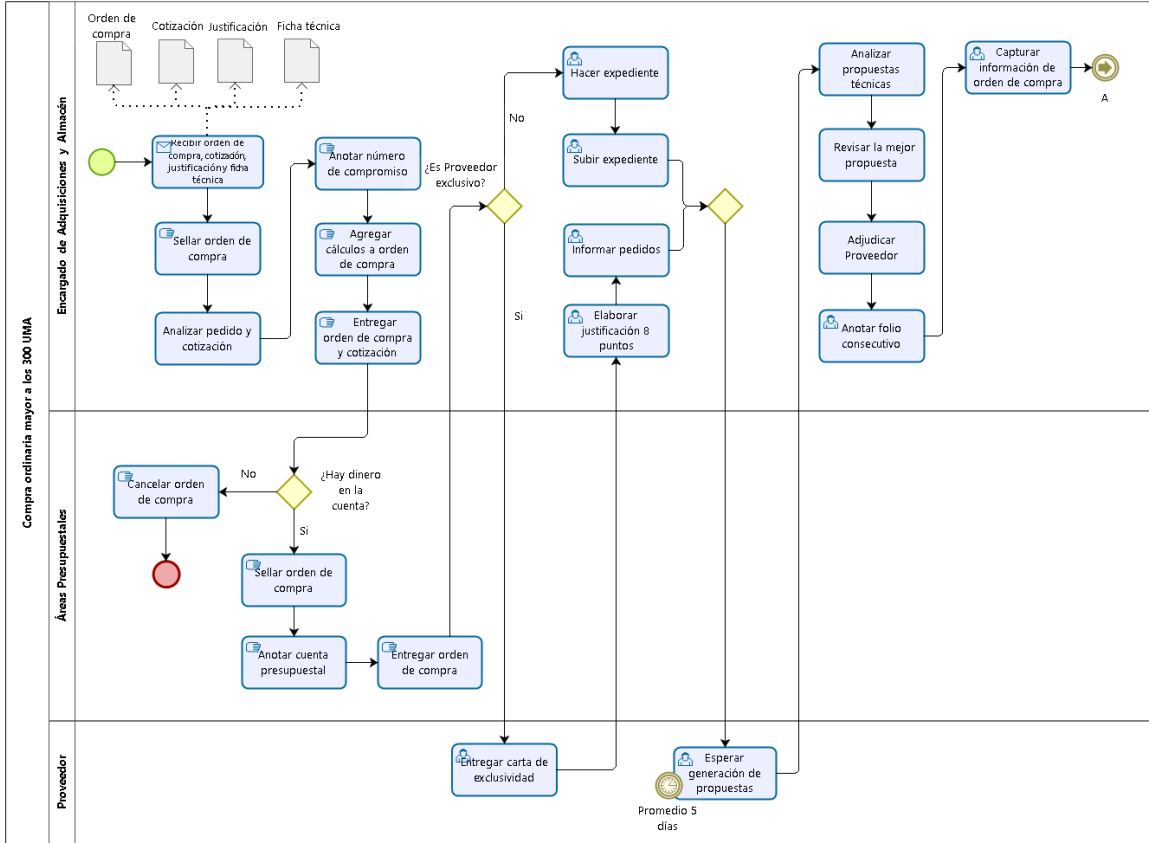 Compra ordinaria mayor a los 300 UMA
Encargado de Adquisiciones y Almacén
Orden de
compra
Cotización
Justificación
Ficha técnica
Recibir orden de
compra, cotización,
justificación y ficha
técnica
Sellar orden de
compra
Analizar pedido y
cotización
Anotar número
de compromiso
Agregar
cálculos a orden
de compra
Entregar
orden de compra
y cotización
¿Es Proveedor
exclusivo?
No
Si
Hacer expediente
Subir expediente
Informar pedidos
Elaborar
justificación 8
puntos
Analizar
propuestas
técnicas
Revisar la mejor
propuesta
Adjudicar
Proveedor
Anotar folio
consecutivo
Capturar
información de
orden de compra
A
Áreas Presupuestales
Cancelar orden
de compra
No
¿Hay dinero
en la
cuenta?
Si
Sellar orden de
compra
Anotar cuenta
presupuestal
Entregar orden
de compra
Proveedor
Entregar carta de
exclusividad
Esperar
generación de
propuestas
Promedio 5
días